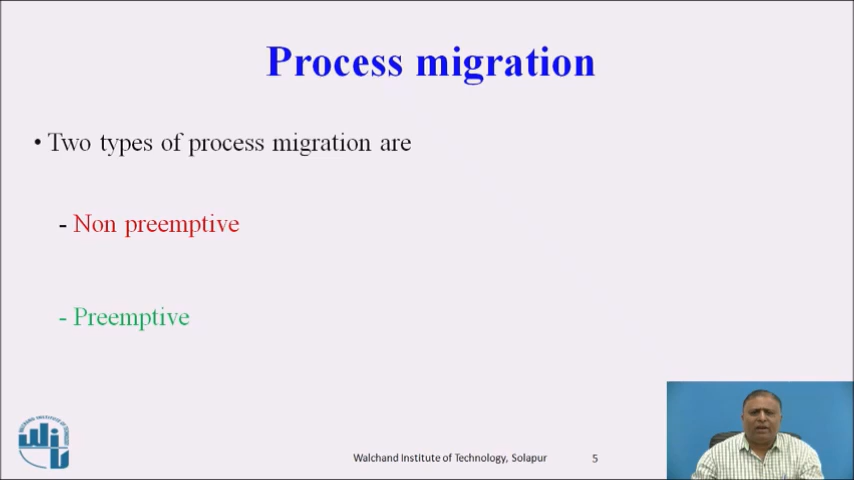 Process migration
• Two types of process migration are
- Non preemptive
- Preemptive
Walchand Institute of Technology, Solapur 5